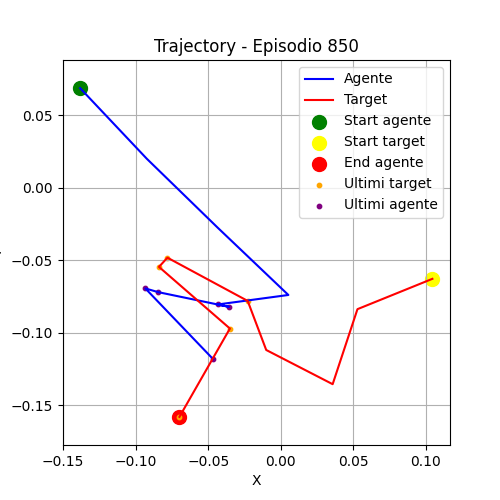 Trajectory - Episodio 850
Agente
Target
Start agente
Start target
End agente
Ultimi target
Ultimi agente
0.05
0.00
−0.05
−0.10
−0.15
−0.15
−0.10
−0.05
0.00
0.05
0.10
X